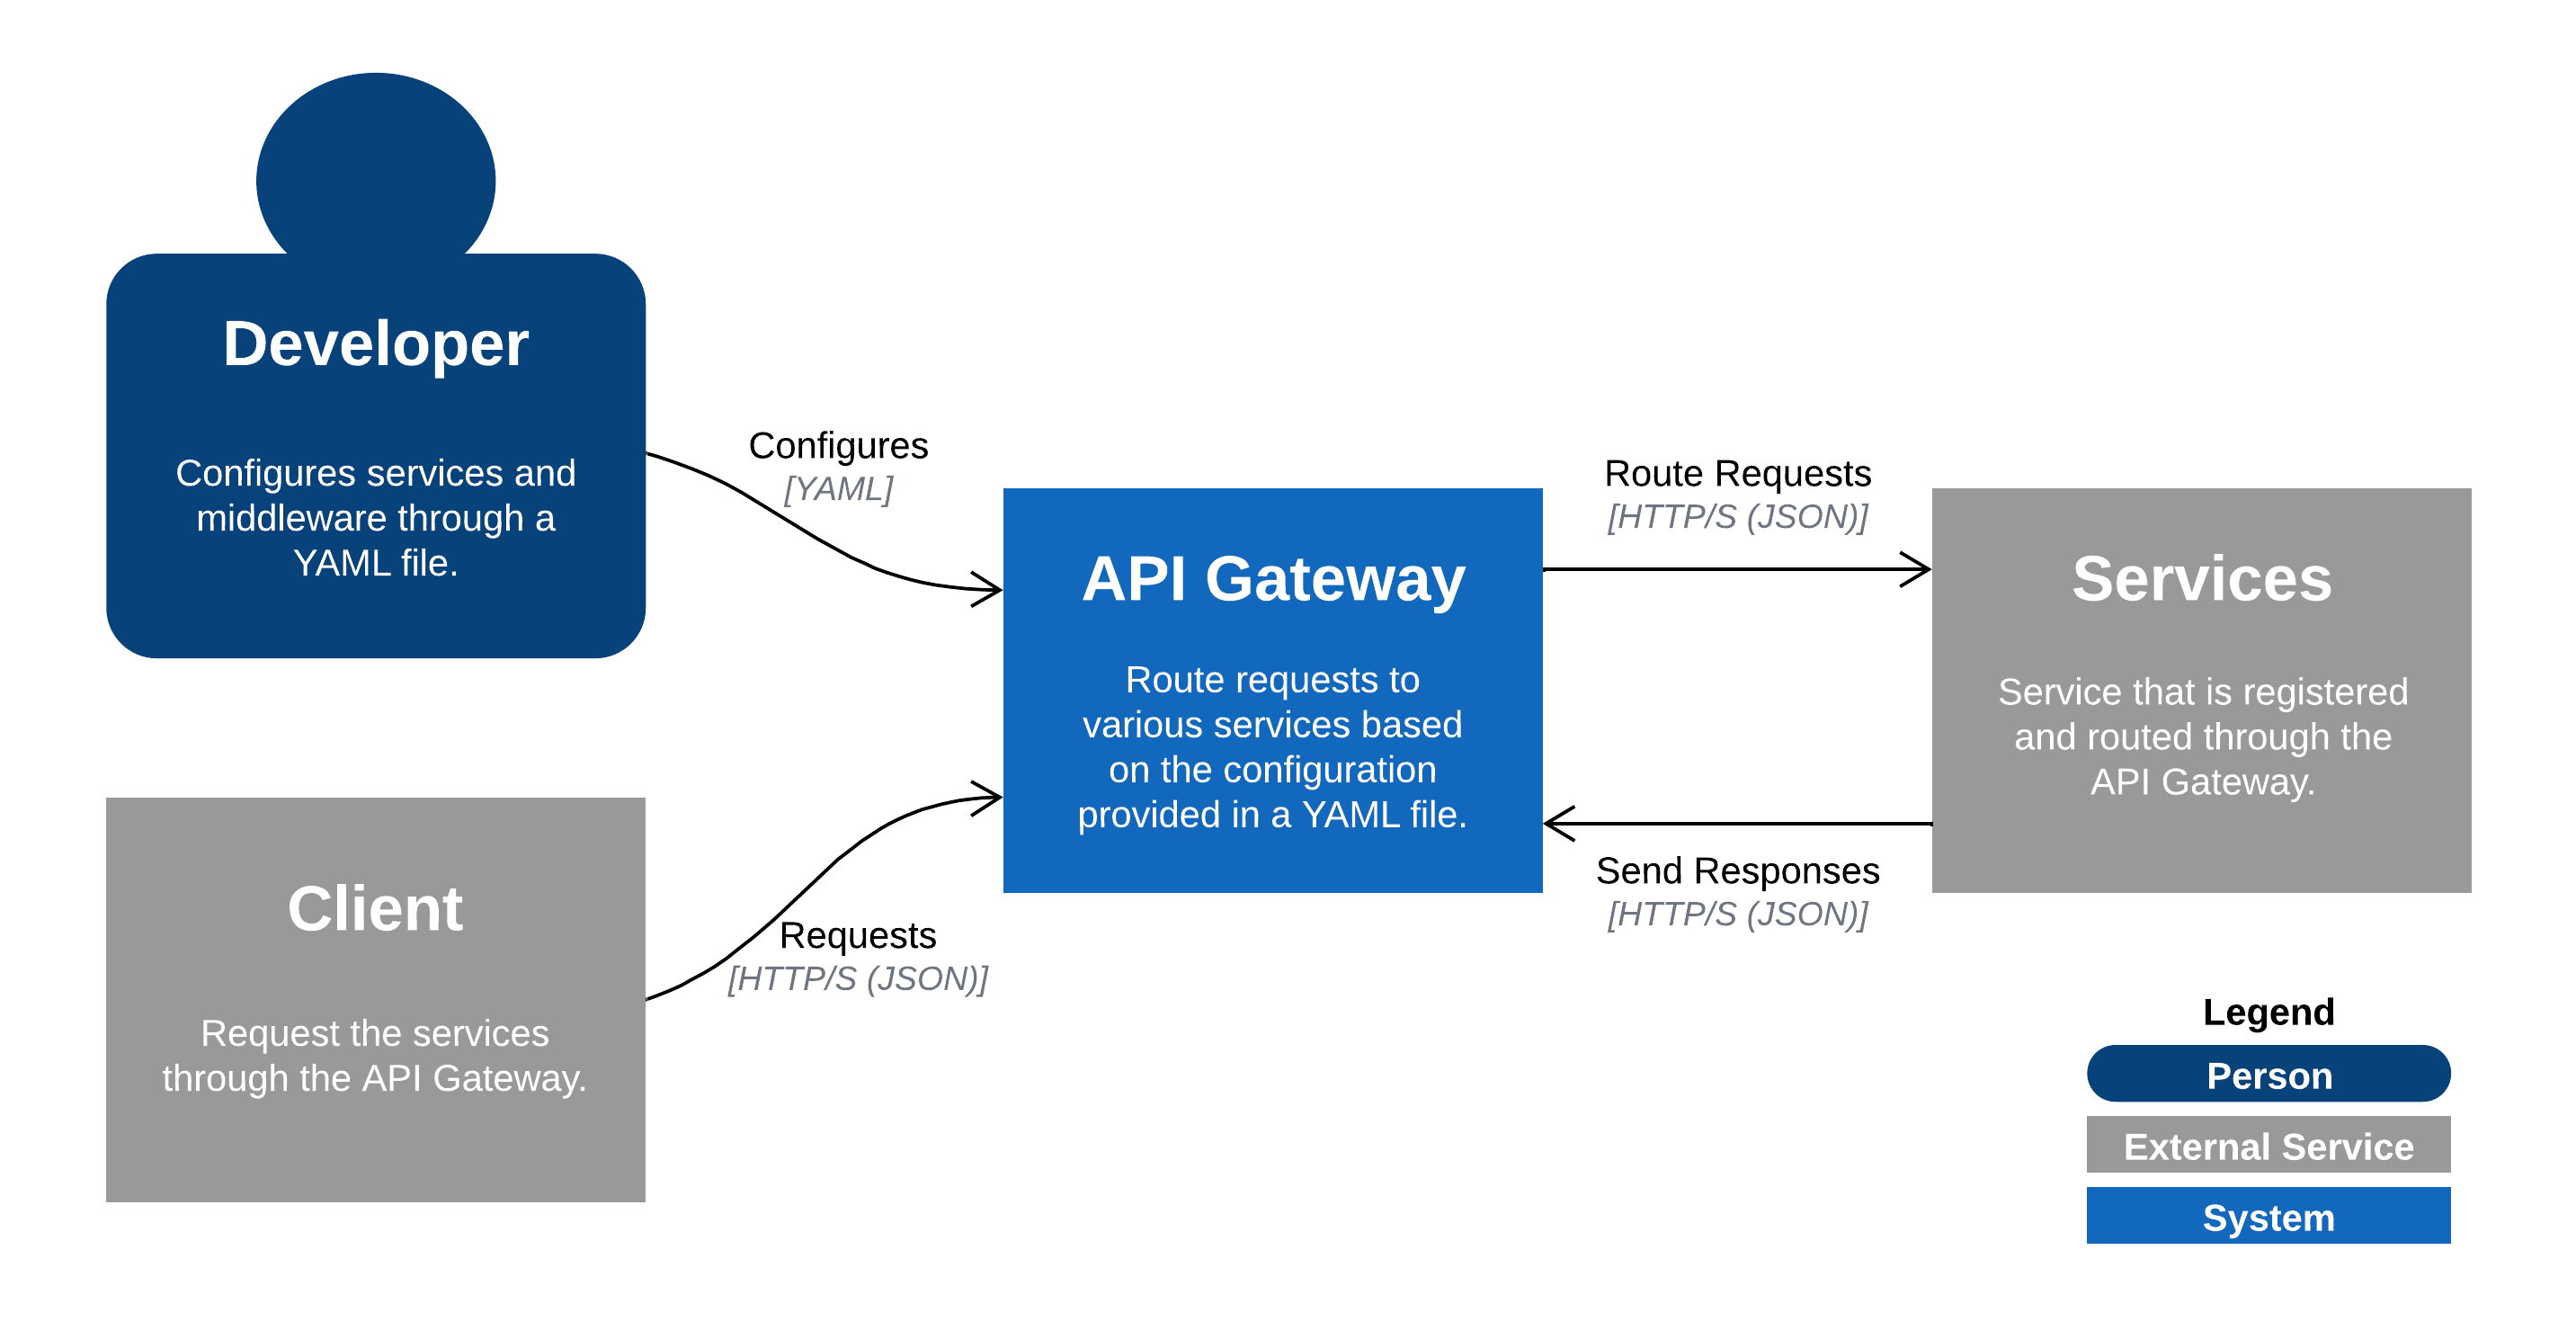 Developer
Configures services and
middleware through a
YAML file.
Configures
[YAML]
Client
Request the services
through the API Gateway.
Requests
[HTTP/S (JSON)]
API Gateway
Route requests to
various services based
on the configuration
provided in a YAML file.
Route Requests
[HTTP/S (JSON)]
Send Responses
[HTTP/S (JSON)]
Services
Service that is registered
and routed through the
API Gateway.
Legend
Person
External Service
System